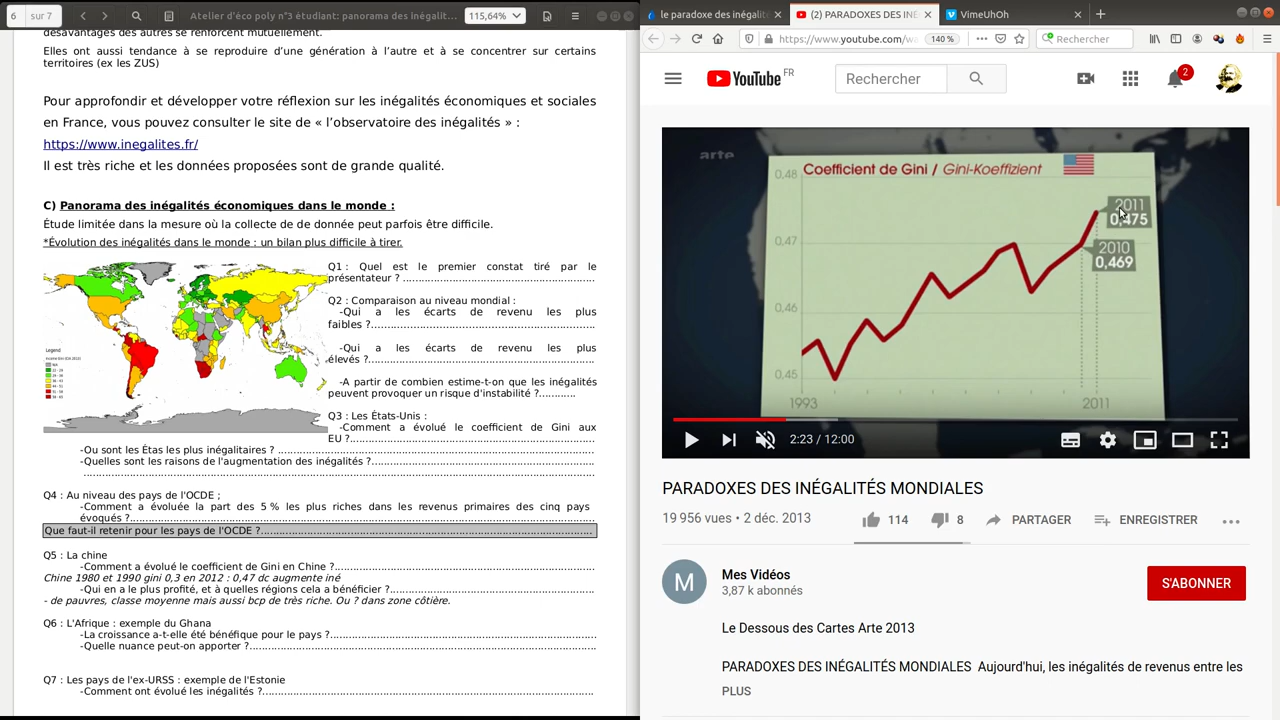 6 sur 7
Atelier d'éco poly n°3 étudiant: panorama des inégalit…
115,64%
désavantages des autres se renforcent mutuellement.
Elles ont aussi tendance à se reproduire d'une génération à l'autre et à se concentrer sur certains
territoires (ex les ZUS)
Pour approfondir et développer votre réflexion sur les inégalités économiques et sociales
en France, vous pouvez consulter le site de « l'observatoire des inégalités » :
https://www.inegalites.fr/
Il est très riche et les données proposées sont de grande qualité.
C) Panorama des inégalités économiques dans le monde :
Étude limitée dans la mesure où la collecte de de donnée peut parfois être difficile.
*Évolution des inégalités dans le monde : un bilan plus difficile à tirer.
Legend
Q1 : Quel est le premier constat tiré par le
présentateur ? ......................................................
Q2 : Comparaison au niveau mondial :
-Qui a les écarts de revenu les plus
faibles ?..............................................................
-Qui a les écarts de revenu les plus
élevés ?...............................................................
-A partir de combien estime-t-on que les inégalités
peuvent provoquer un risque d'instabilité ?...........
Q3 : Les États-Unis :
-Comment a évolué le coefficient de Gini aux
EU ?....................................................................
-Ou sont les Étas les plus inégalitaires ? ....................................................................................
-Quelles sont les raisons de l'augmentation des inégalités ?.............................................................
..............................................................................................................................................
Q4 : Au niveau des pays de l'OCDE ;
-Comment a évoluée la part des 5 % les plus riches dans les revenus primaires des cinq pays
évoqués ?...............................................................................................................................
Que faut-il retenir pour les pays de l'OCDE ?.........................................................................................
Q5 : La chine
-Comment a évolué le coefficient de Gini en Chine ?.......................................................................
Chine 1980 et 1990 gini 0,3 en 2012 : 0,47 dc augmente iné
-Qui en a le plus profité, et à quelles régions cela a bénéficier ?........................................................
- de pauvres, classe moyenne mais aussi bcp de très riche. Ou ? dans zone côtière.
Q6 : L'Afrique : exemple du Ghana
-La croissance a-t-elle été bénéfique pour le pays ?.........................................................................
-Quelle nuance peut-on apporter ?...............................................................................................
Q7 : Les pays de l'ex-URSS : exemple de l'Estonie
-Comment ont évolué les inégalités ?............................................................................................
le paradoxe des inégalité
(2) PARADOXES DES INÉ
VimeUhOh
https://www.youtube.com/wa
140 %
Rechercher
YouTube FR
Rechercher
2
arte
Coefficient de Gini / Gini-Koeffizient
0,48
0,47
0,46
0,45
2011
0,475
2010
0,469
1993
2011
2:23 / 12:00
PARADOXES DES INÉGALITÉS MONDIALES
19 956 vues • 2 déc. 2013
114
8
PARTAGER
ENREGISTRER
M
Mes Vidéos
3,87 k abonnés
S'ABONNER
Le Dessous des Cartes Arte 2013
PARADOXES DES INÉGALITÉS MONDIALES Aujourd'hui, les inégalités de revenus entre les
PLUS